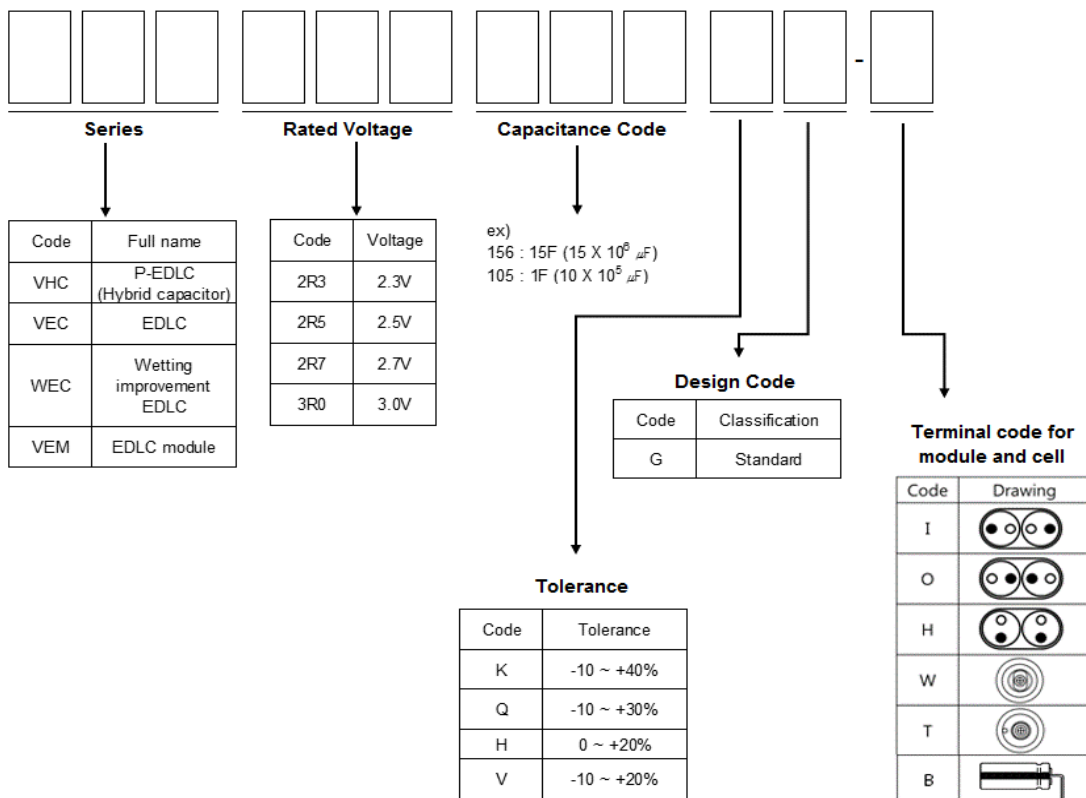 -
Series
Rated Voltage
Capacitance Code
Code Full name
VHC P-EDLC
(Hybrid capacitor)
VEC EDLC
WEC Wetting
improvement
EDLC
VEM EDLC module
Code Voltage
2R3 2.3V
2R5 2.5V
2R7 2.7V
3R0 3.0V
ex)
156 : 15F (15 X 10⁶ ㎌)
105 : 1F (10 X 10⁵ ㎌)
Design Code
Code Classification
G Standard
Tolerance
Code Tolerance
K -10 ~ +40%
Q -10 ~ +30%
H 0 ~ +20%
V -10 ~ +20%
Terminal code for
module and cell
Code Drawing
I
O
H
W
T
B